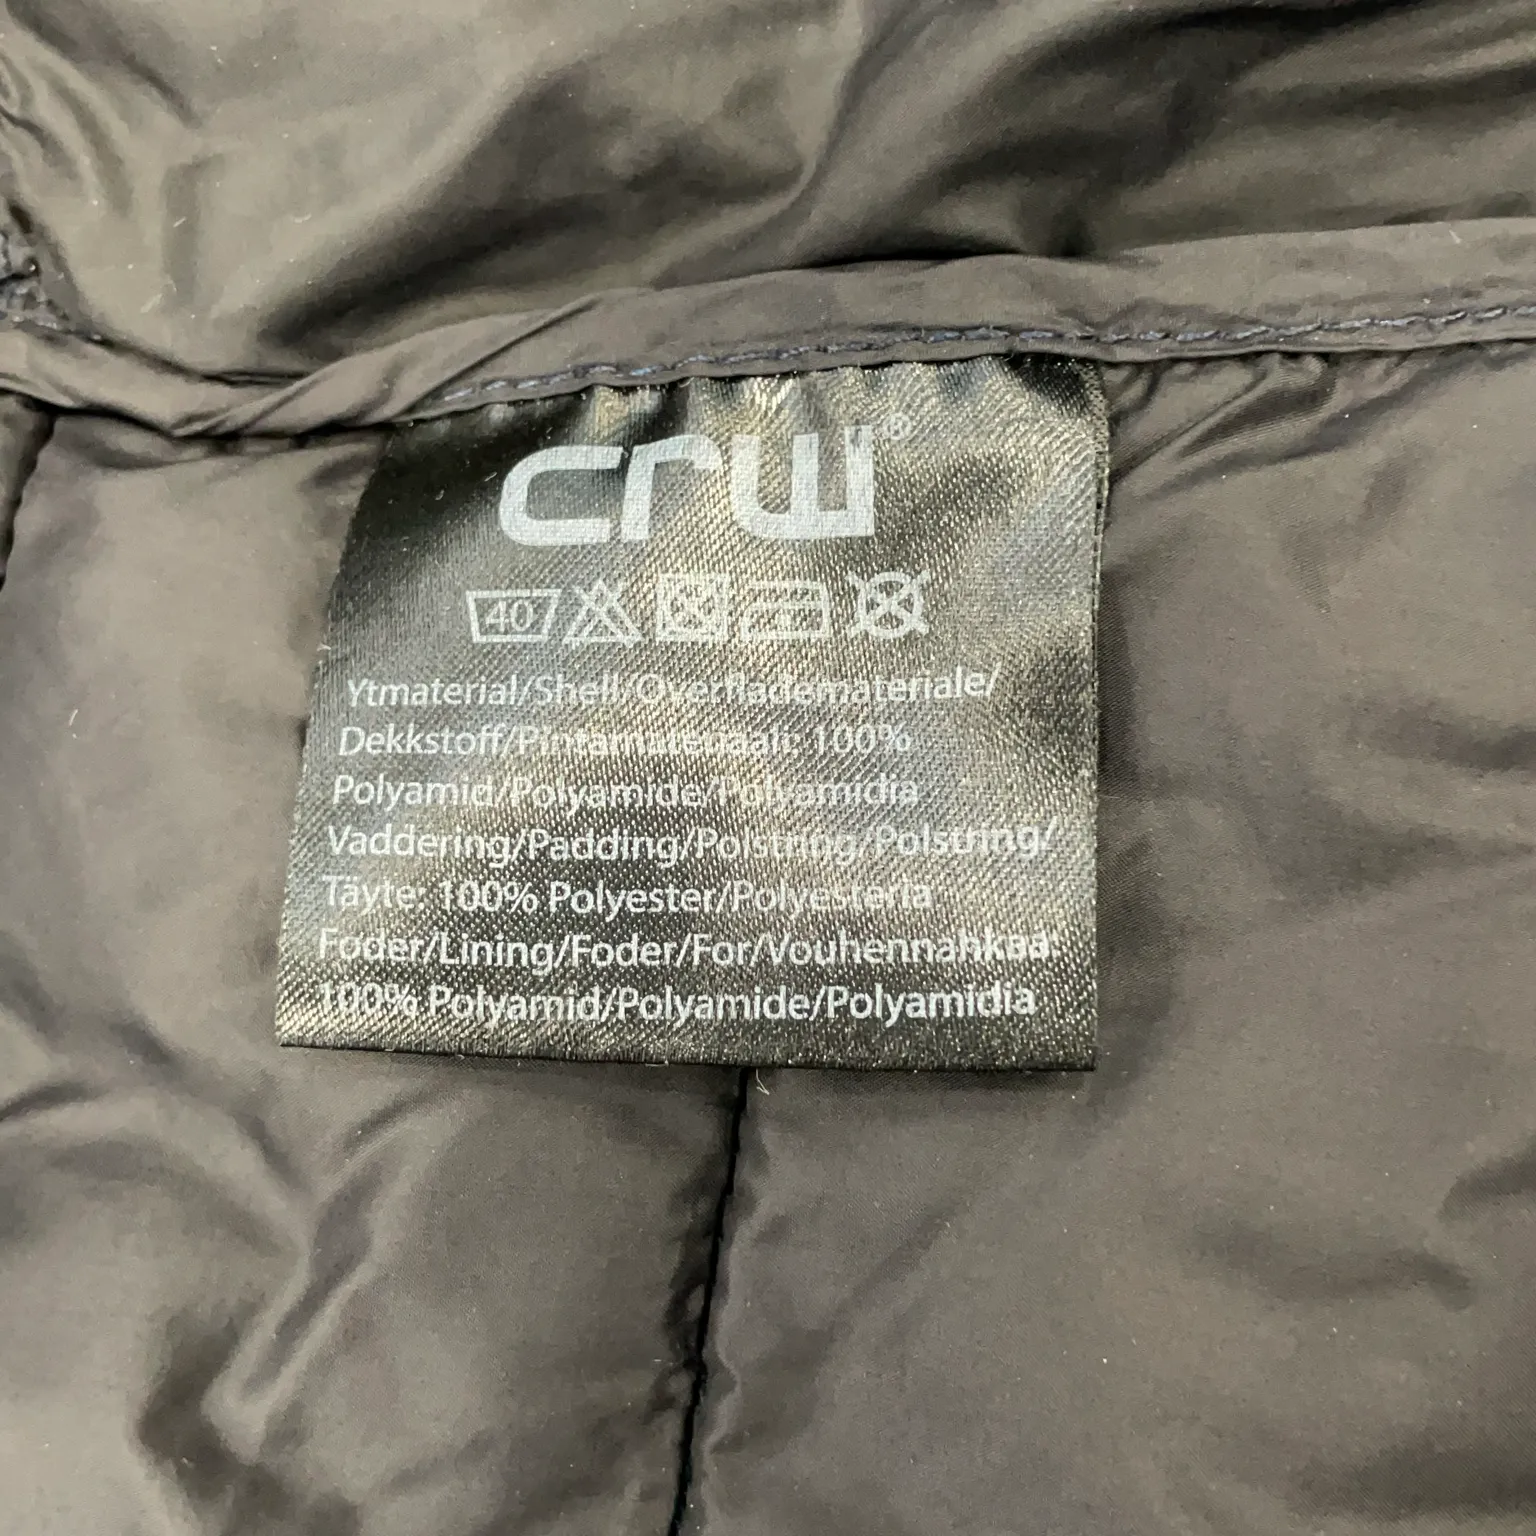 crw®
40
Ytmaterial/Shell/Overflademateriale/
Dekkstoff/Pintamateriaali: 100%
Polyamid/Polyamide/Polyamidia
Vaddering/Padding/Polstring/Polstring/
Täyte: 100% Polyester/Polyesteria
Foder/Lining/Foder/For/Vouhennahkaa:
100% Polyamid/Polyamide/Polyamidia